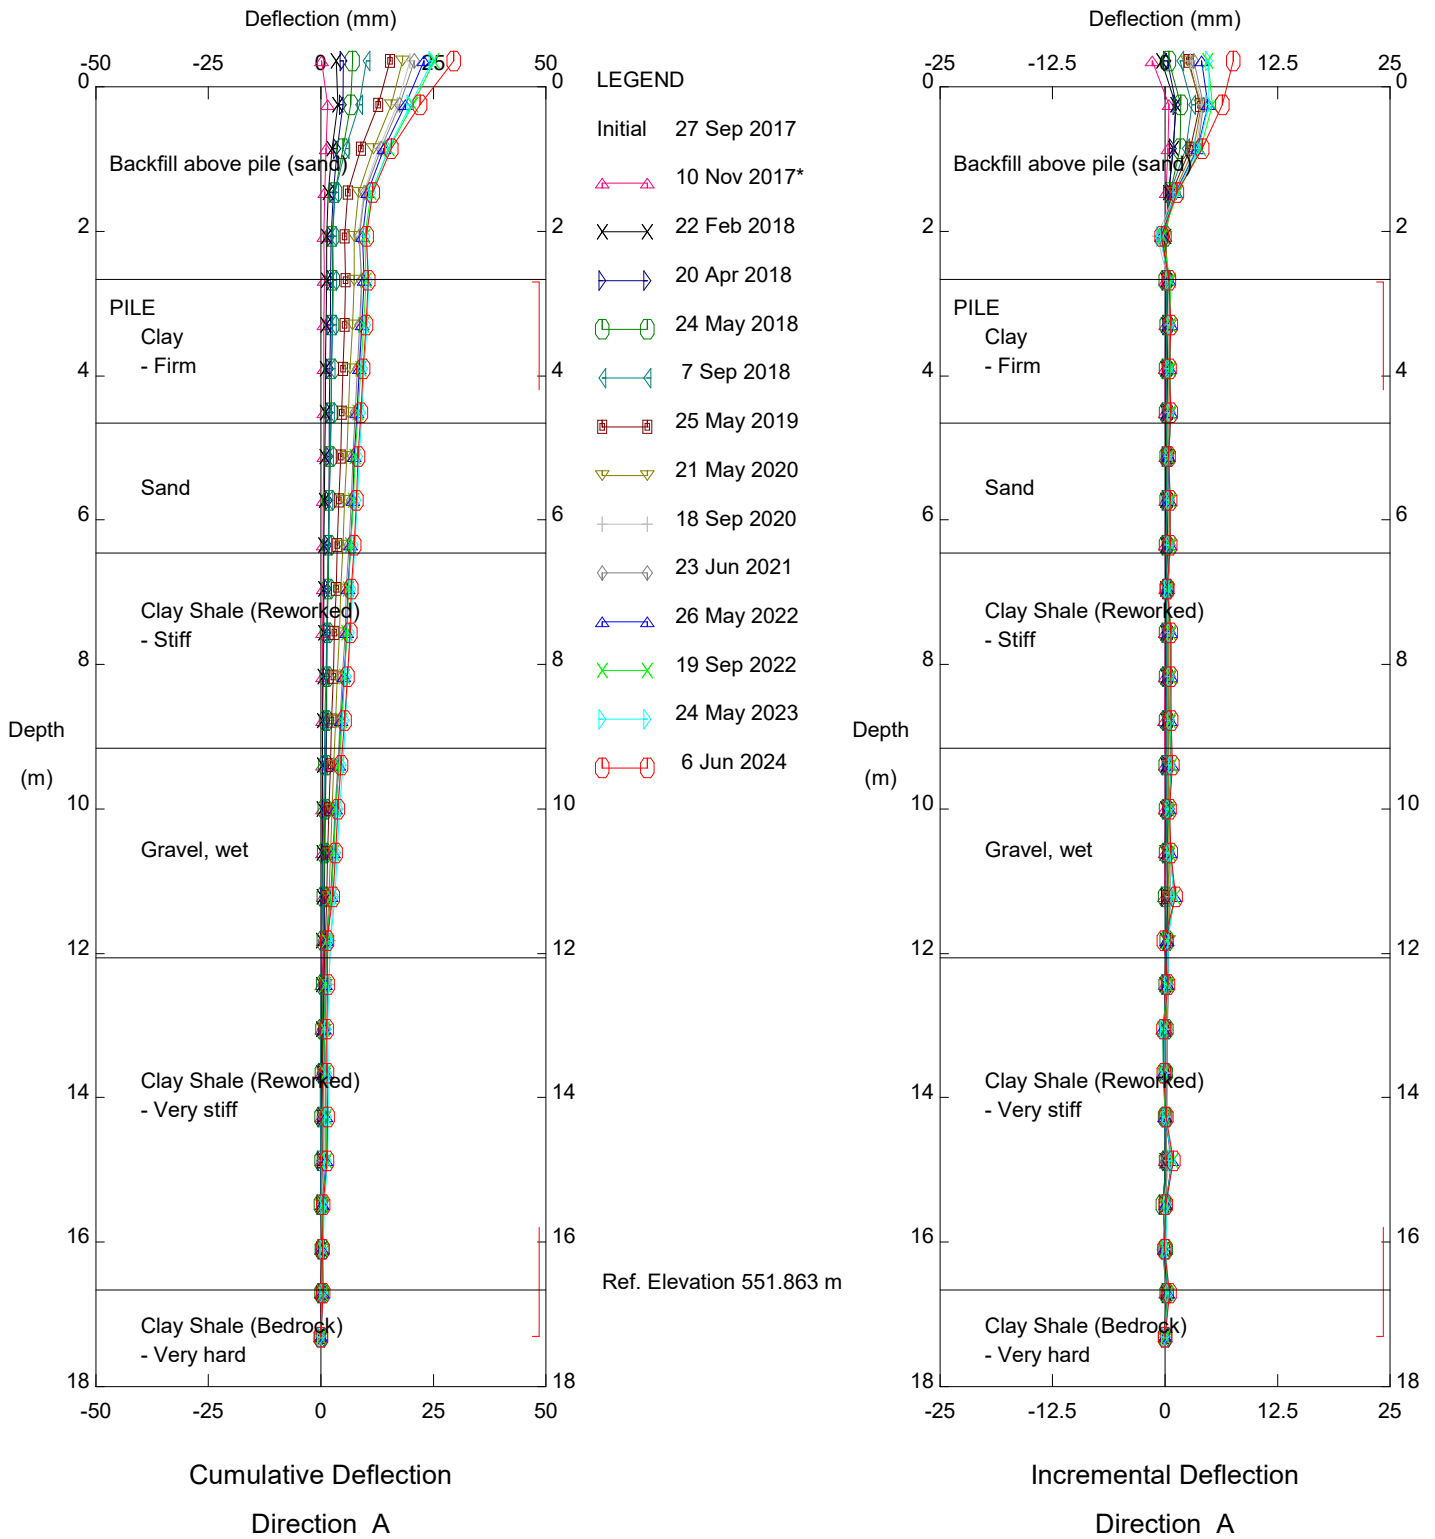 Deflection (mm)
-50 -25 0 25 50
0 0
Backfill above pile (sand)
2 2
PILE
Clay
- Firm
4 4
Sand
6 6
Clay Shale (Reworked)
- Stiff
8 8
Depth
(m)
10 10
Gravel, wet
12 12
Clay Shale (Reworked)
- Very stiff
14 14
16 16
Clay Shale (Bedrock)
- Very hard
18 18
-50 -25 0 25 50
Cumulative Deflection
Direction A
LEGEND
Initial 27 Sep 2017
10 Nov 2017*
22 Feb 2018
20 Apr 2018
24 May 2018
7 Sep 2018
25 May 2019
21 May 2020
18 Sep 2020
23 Jun 2021
26 May 2022
19 Sep 2022
24 May 2023
6 Jun 2024
Ref. Elevation 551.863 m
Deflection (mm)
-25 -12.5 0 12.5 25
0 0
Backfill above pile (sand)
2 2
PILE
Clay
- Firm
4 4
Sand
6 6
Clay Shale (Reworked)
- Stiff
8 8
Depth
(m)
10 10
Gravel, wet
12 12
Clay Shale (Reworked)
- Very stiff
14 14
16 16
Clay Shale (Bedrock)
- Very hard
18 18
-25 -12.5 0 12.5 25
Incremental Deflection
Direction A